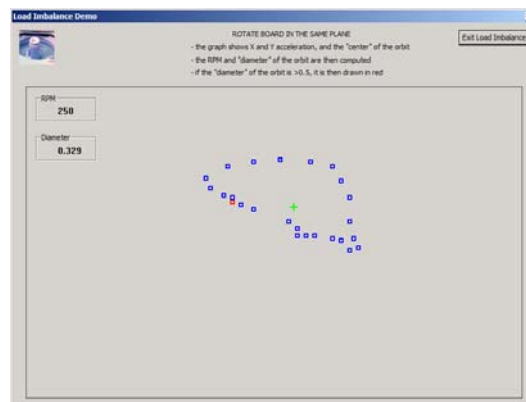 Load Imbalance Demo
ROTATE BOARD IN THE SAME PLANE
- the graph shows X and Y acceleration, and the "center" of the orbit
- the RPM and "diameter" of the orbit are then computed
- if the "diameter" of the orbit is >0.5, it is then drawn in red
Exit Load Imbalance
RPM
250
Diameter
0.329